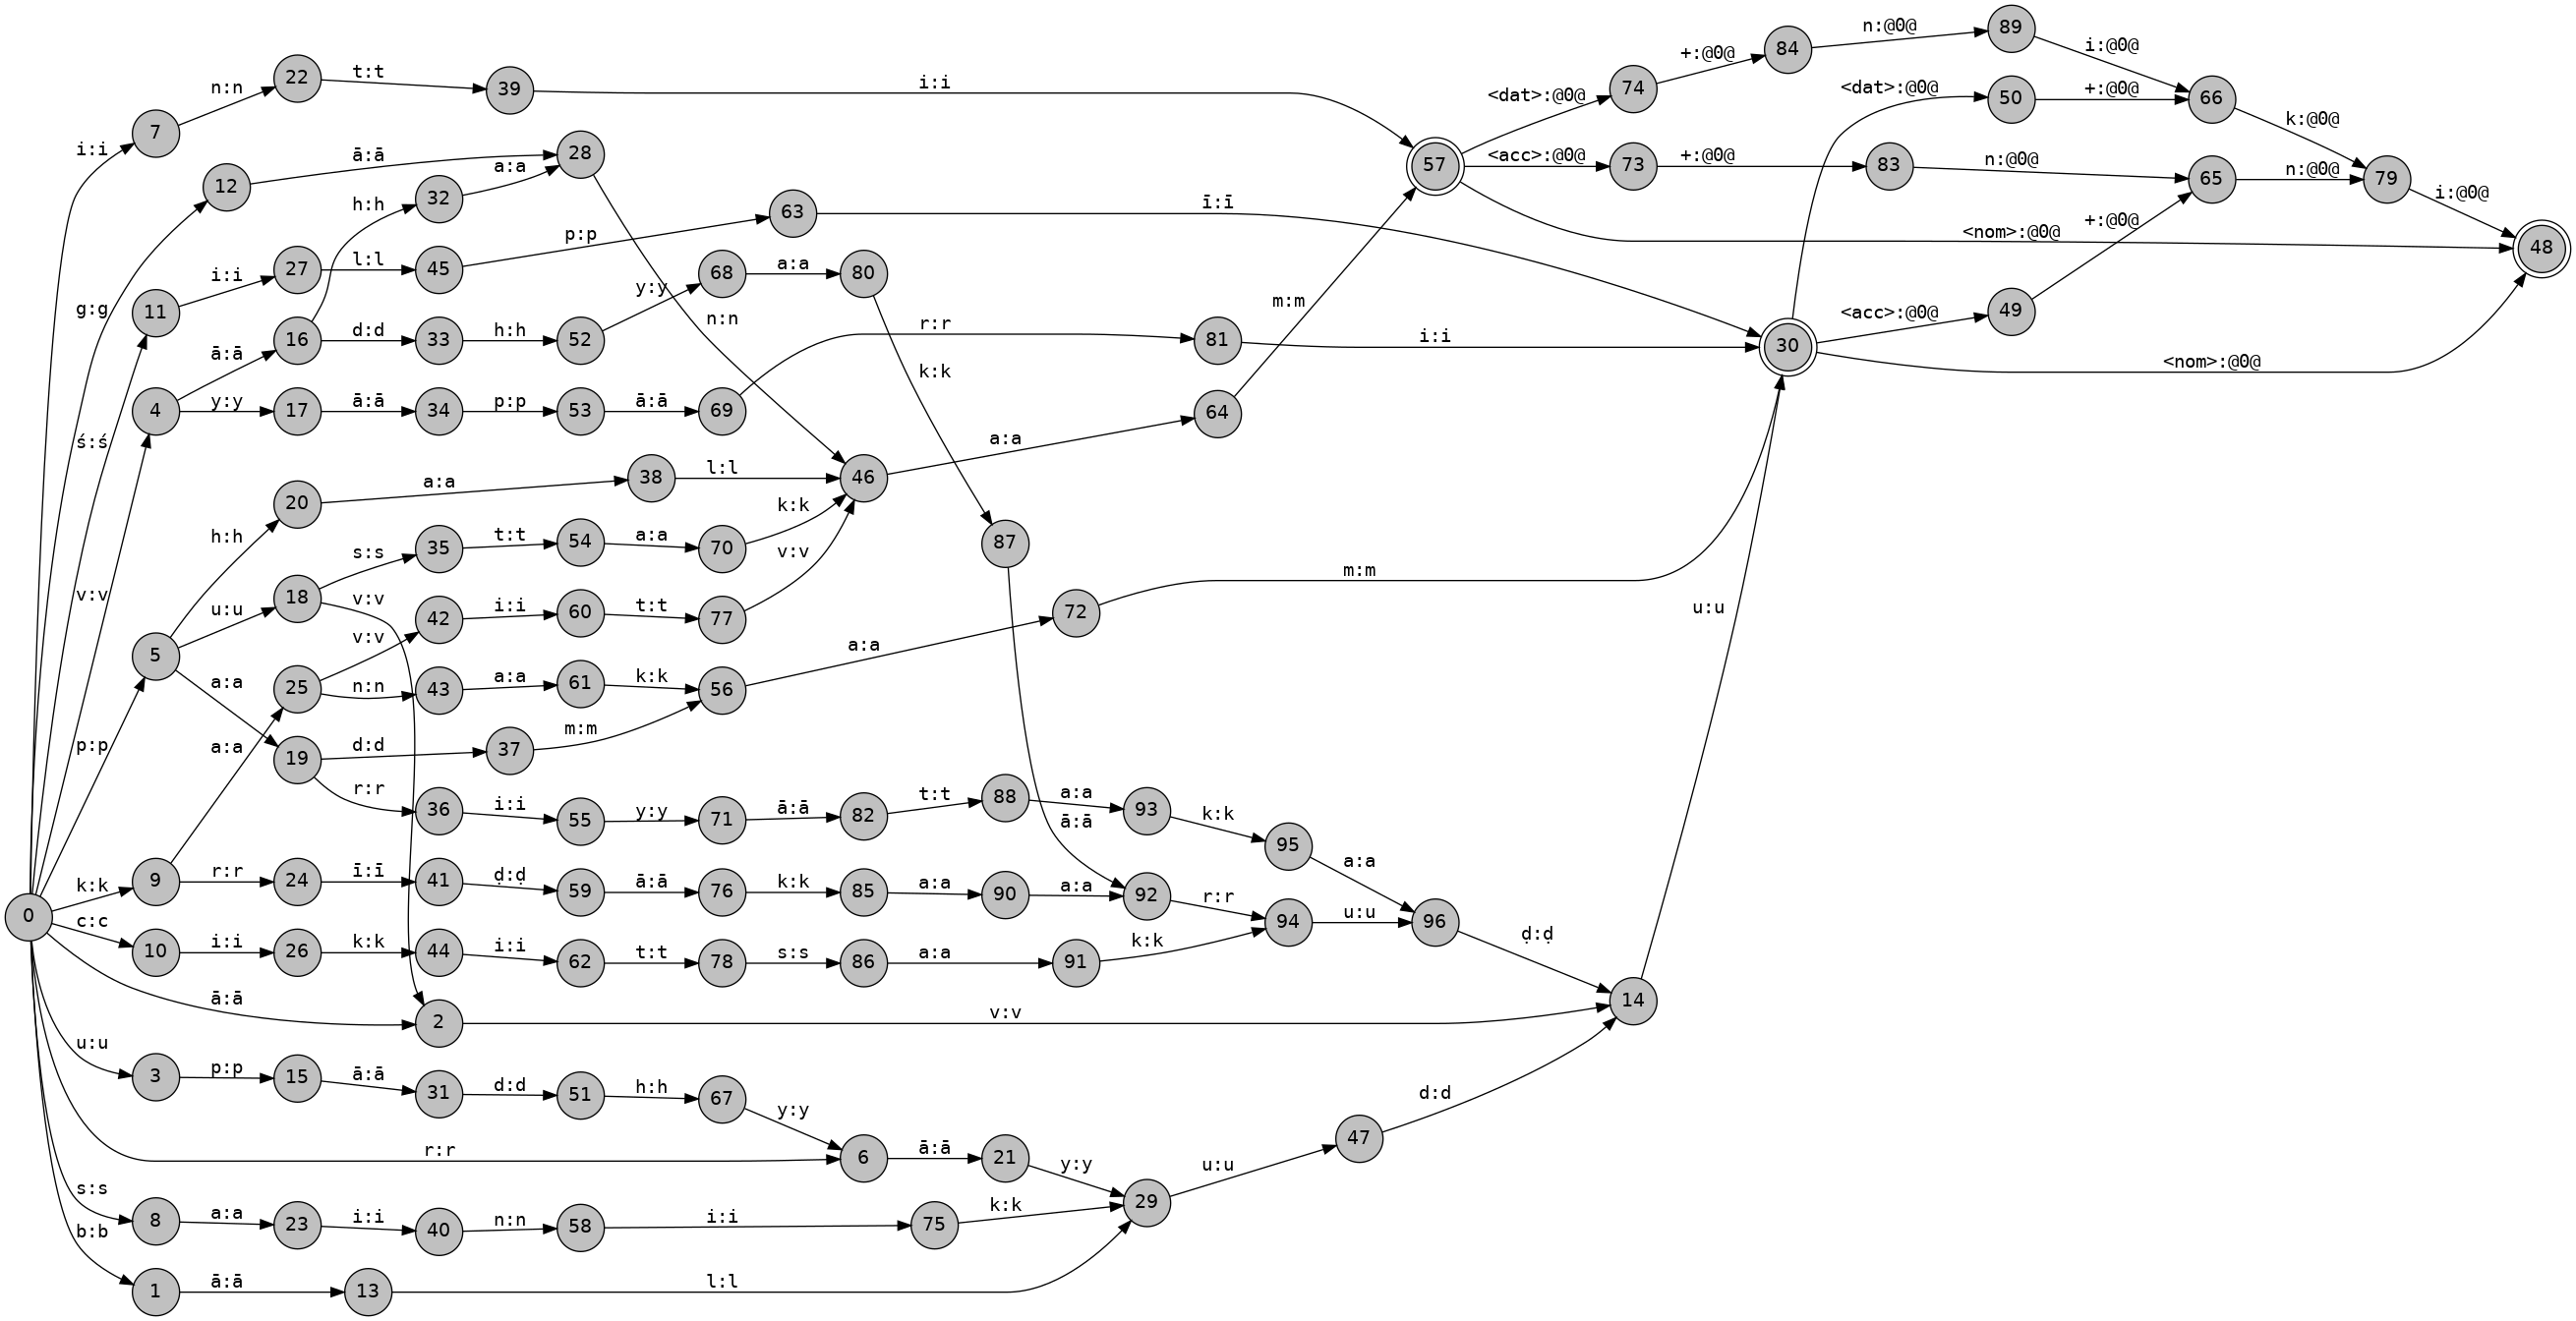 89
84
n:@0@
i:@0@
+:@0@
22
t:t
39
i:i
<dat>:@0@
74
<dat>:@0@
50
+:@0@
66
n:n
7
k:@0@
i:i
28
57
<acc>:@0@
73
+:@0@
83
n:@0@
65
n:@0@
79
12
ā:ā
a:a
i:@0@
h:h
32
63
ī:ī
<nom>:@0@
48
p:p
+:@0@
g:g
11
i:i
27
l:l
45
68
a:a
80
y:y
m:m
<acc>:@0@
49
n:n
16
d:d
33
h:h
52
r:r
81
i:i
30
<nom>:@0@
ā:ā
k:k
4
y:y
17
ā:ā
34
p:p
53
ā:ā
69
64
ś:ś
a:a
20
a:a
38
l:l
46
h:h
k:k
s:s
35
t:t
54
a:a
70
87
v:v
5
u:u
18
v:v
42
i:i
60
t:t
77
v:v
72
m:m
u:u
v:v
a:a
25
n:n
43
a:a
61
k:k
56
a:a
p:p
a:a
19
d:d
37
m:m
r:r
36
i:i
55
y:y
71
ā:ā
82
t:t
88
a:a
93
k:k
95
ā:ā
a:a
k:k
9
r:r
24
ī:ī
41
ḍ:ḍ
59
ā:ā
76
k:k
85
a:a
90
a:a
92
r:r
0
c:c
10
i:i
26
k:k
44
i:i
62
t:t
78
s:s
86
a:a
91
k:k
94
u:u
96
ḍ:ḍ
ā:ā
2
v:v
14
u:u
3
p:p
15
ā:ā
31
d:d
51
h:h
67
y:y
d:d
r:r
6
ā:ā
21
y:y
47
s:s
8
a:a
23
i:i
40
n:n
58
i:i
75
k:k
29
u:u
b:b
1
ā:ā
13
l:l